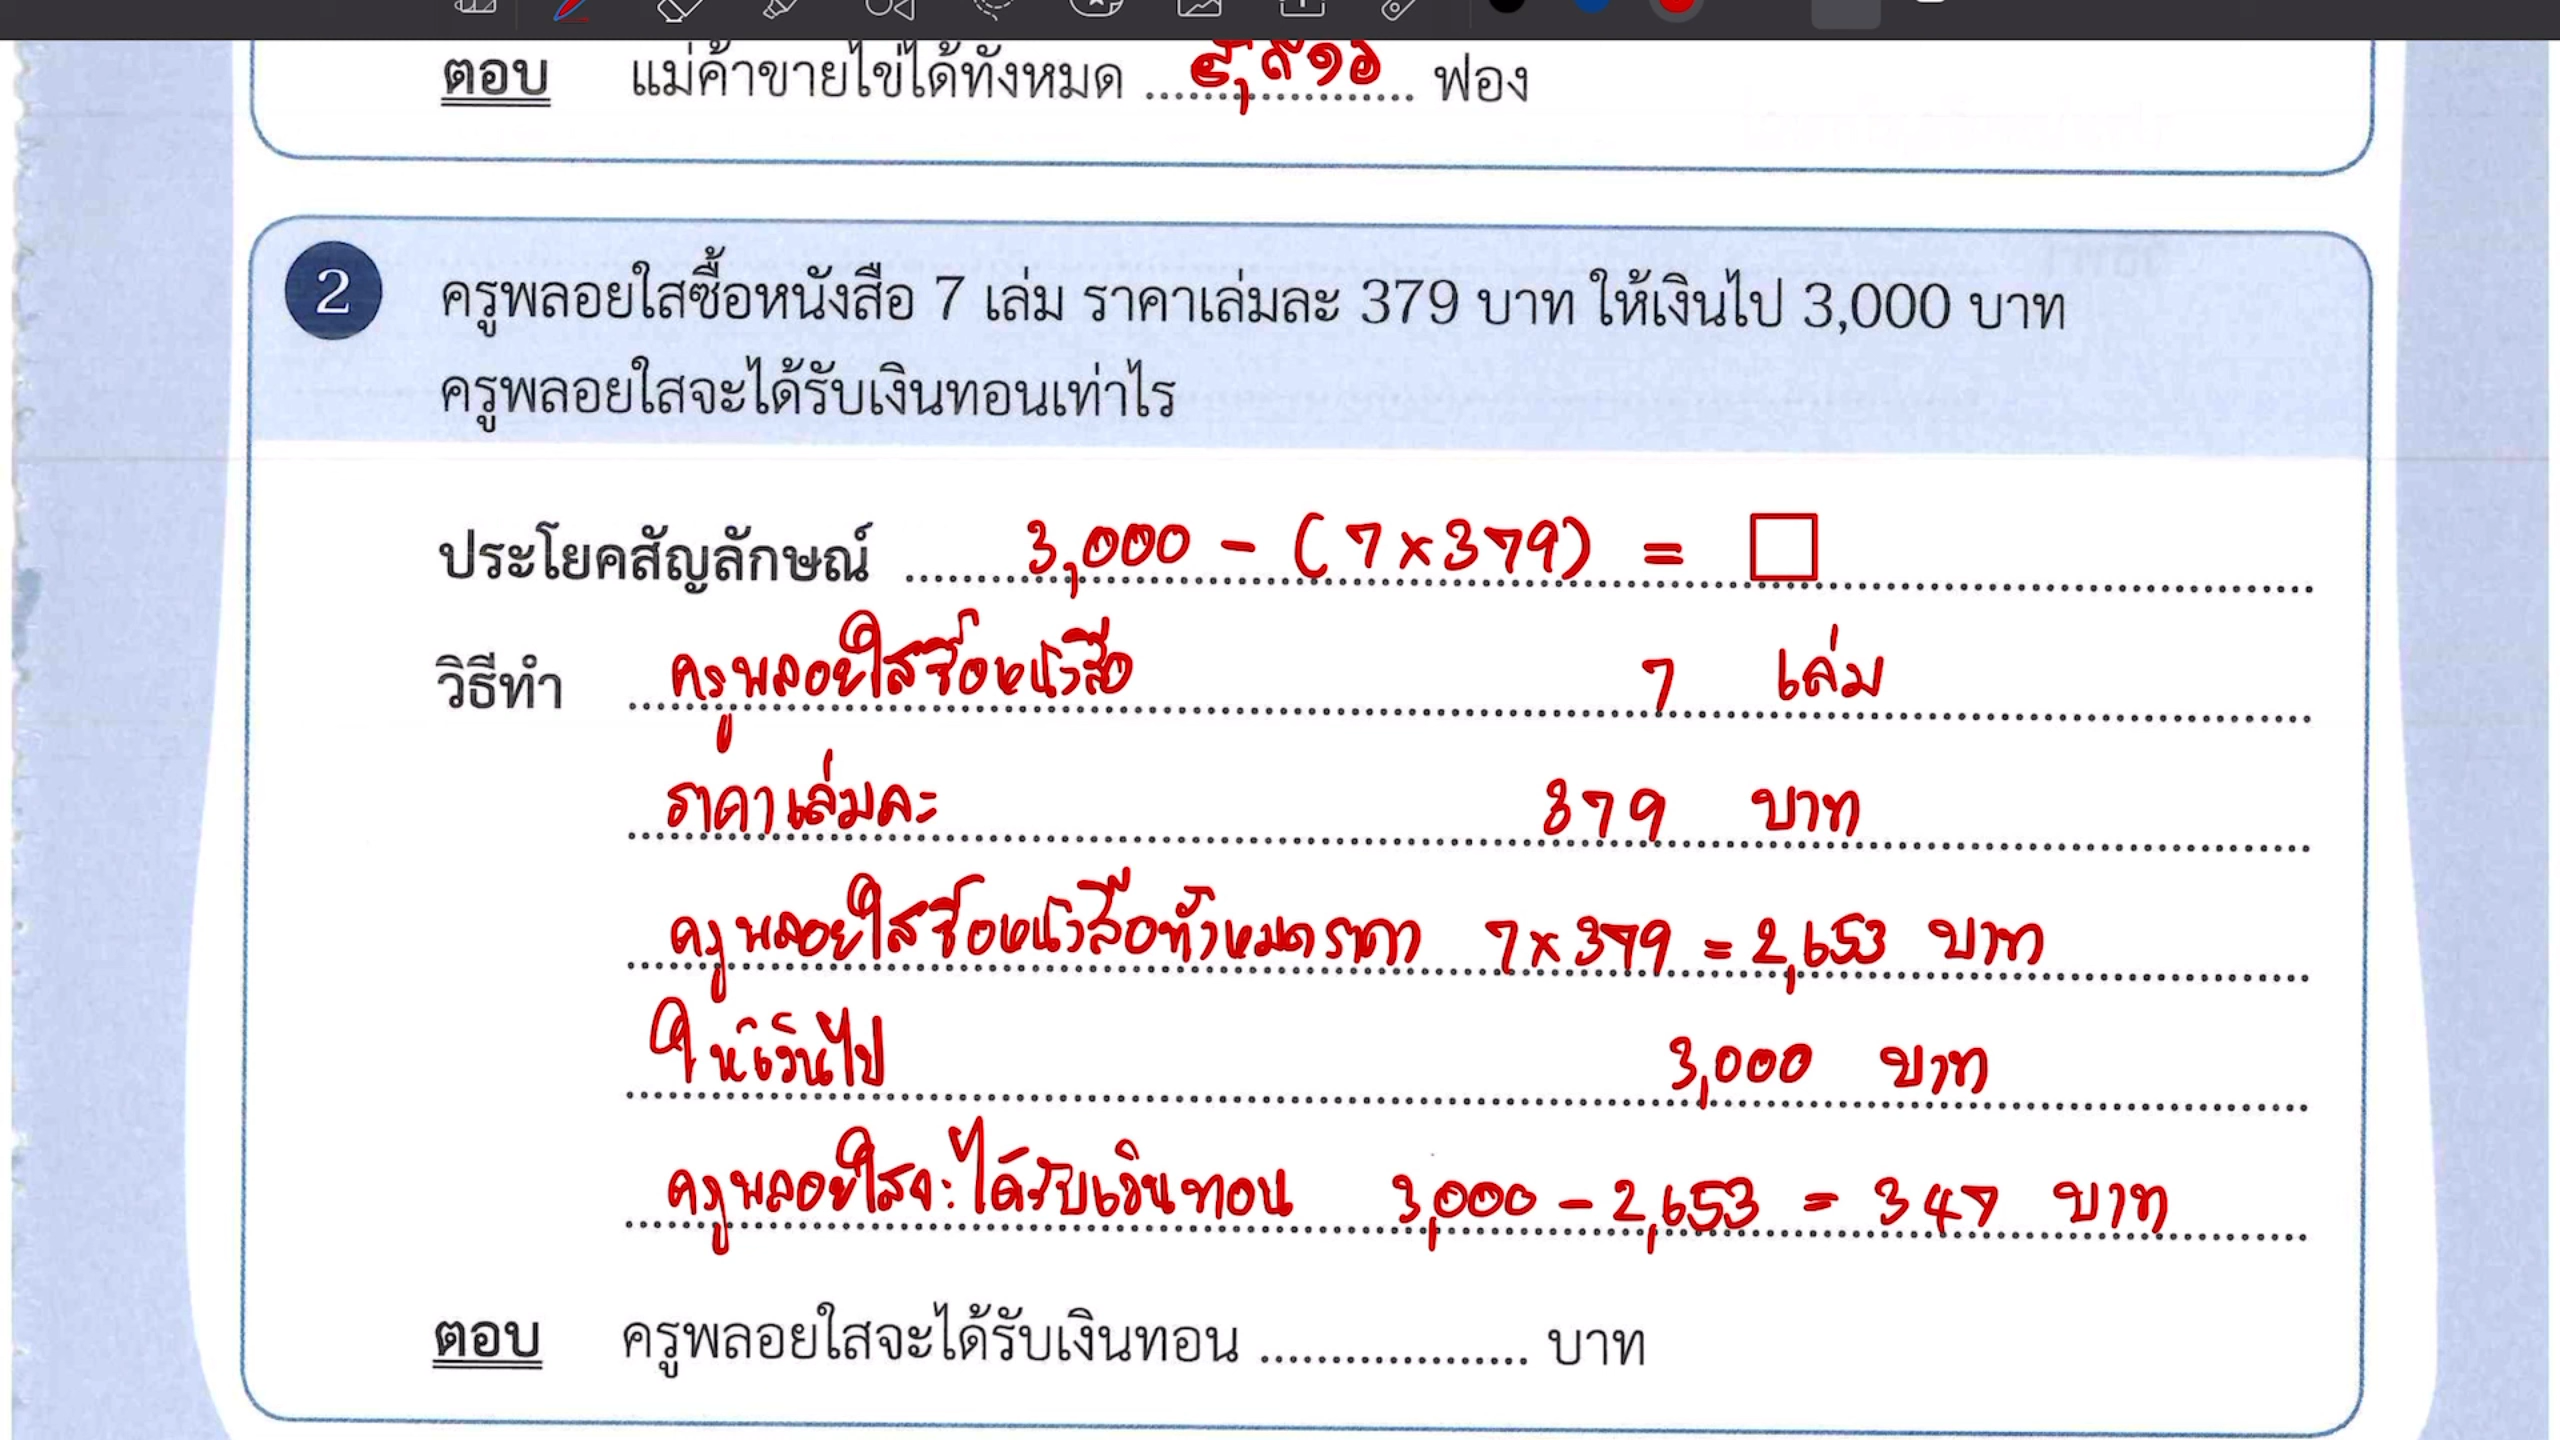 ตอบ แม่ค้าขายไข่ได้ทั้งหมด ................ ฟอง
2 ครูพลอยใสซื้อหนังสือ 7 เล่ม ราคาเล่มละ 379 บาท ให้เงินไป 3,000 บาท
ครูพลอยใสจะได้รับเงินทอนเท่าไร
ประโยคสัญลักษณ์ 3,000 - (7 × 379) = □
วิธีทำ ครูพลอยใสซื้อหนังสือ 7 เล่ม
ราคาเล่มละ 379 บาท
ครูพลอยใสซื้อหนังสือทั้งหมดราคา 7 × 379 = 2,653 บาท
ให้เงินไป 3,000 บาท
ครูพลอยใสจะได้รับเงินทอน 3,000 - 2,653 = 347 บาท
ตอบ ครูพลอยใสจะได้รับเงินทอน ................ บาท